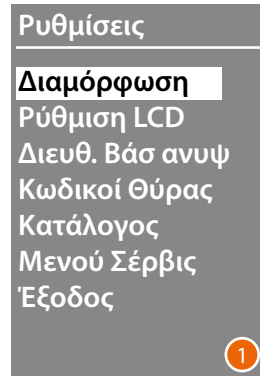 Ρυθμίσεις
Διαμόρφωση
Ρύθμιση LCD
Διευθ. Βάσ ανυψ
Κωδικοί Θύρας
Κατάλογος
Μενού Σέρβις
Έξοδος
1